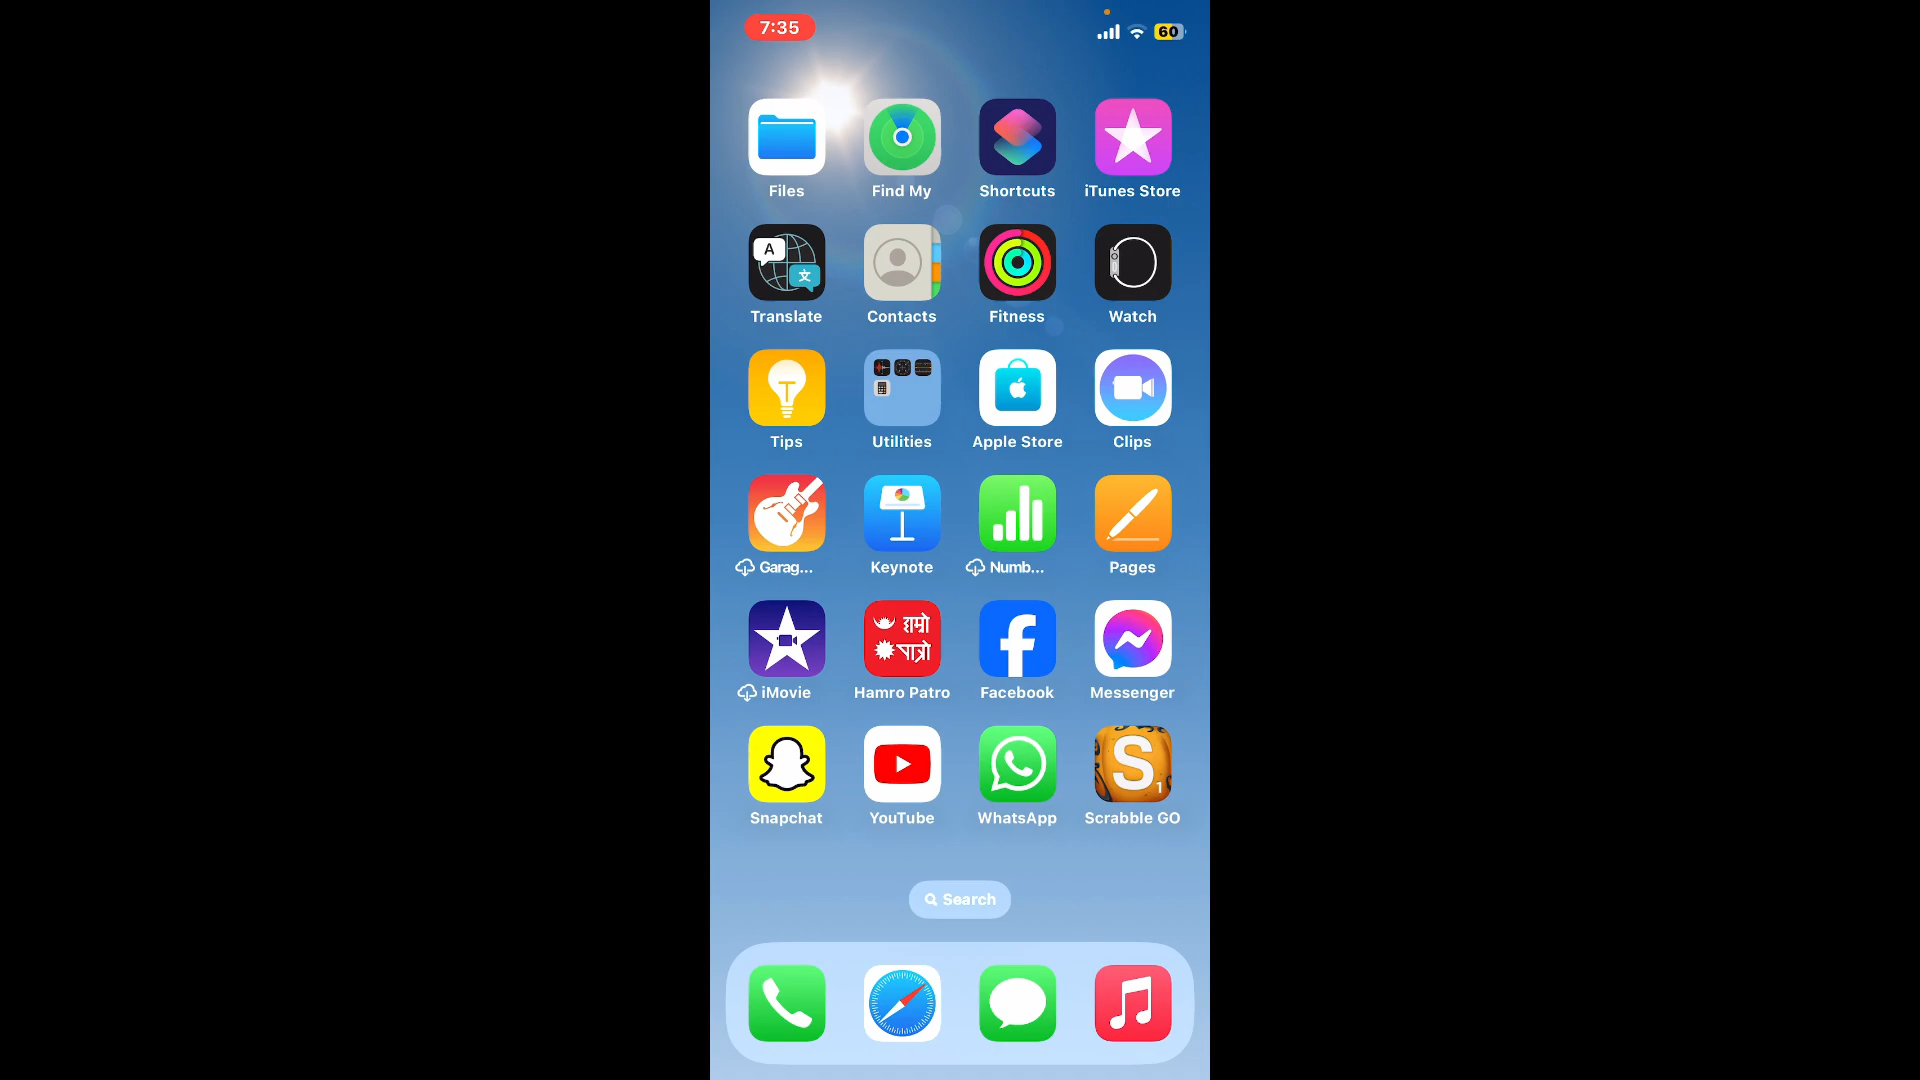 7:35
60
Files Find My Shortcuts iTunes Store
A 文
Translate Contacts Fitness Watch
Tips Utilities Apple Store Clips
Garag... Keynote Numb... Pages
हाम्रो
पात्रो
iMovie Hamro Patro Facebook Messenger
S
1
Snapchat YouTube WhatsApp Scrabble GO
Search